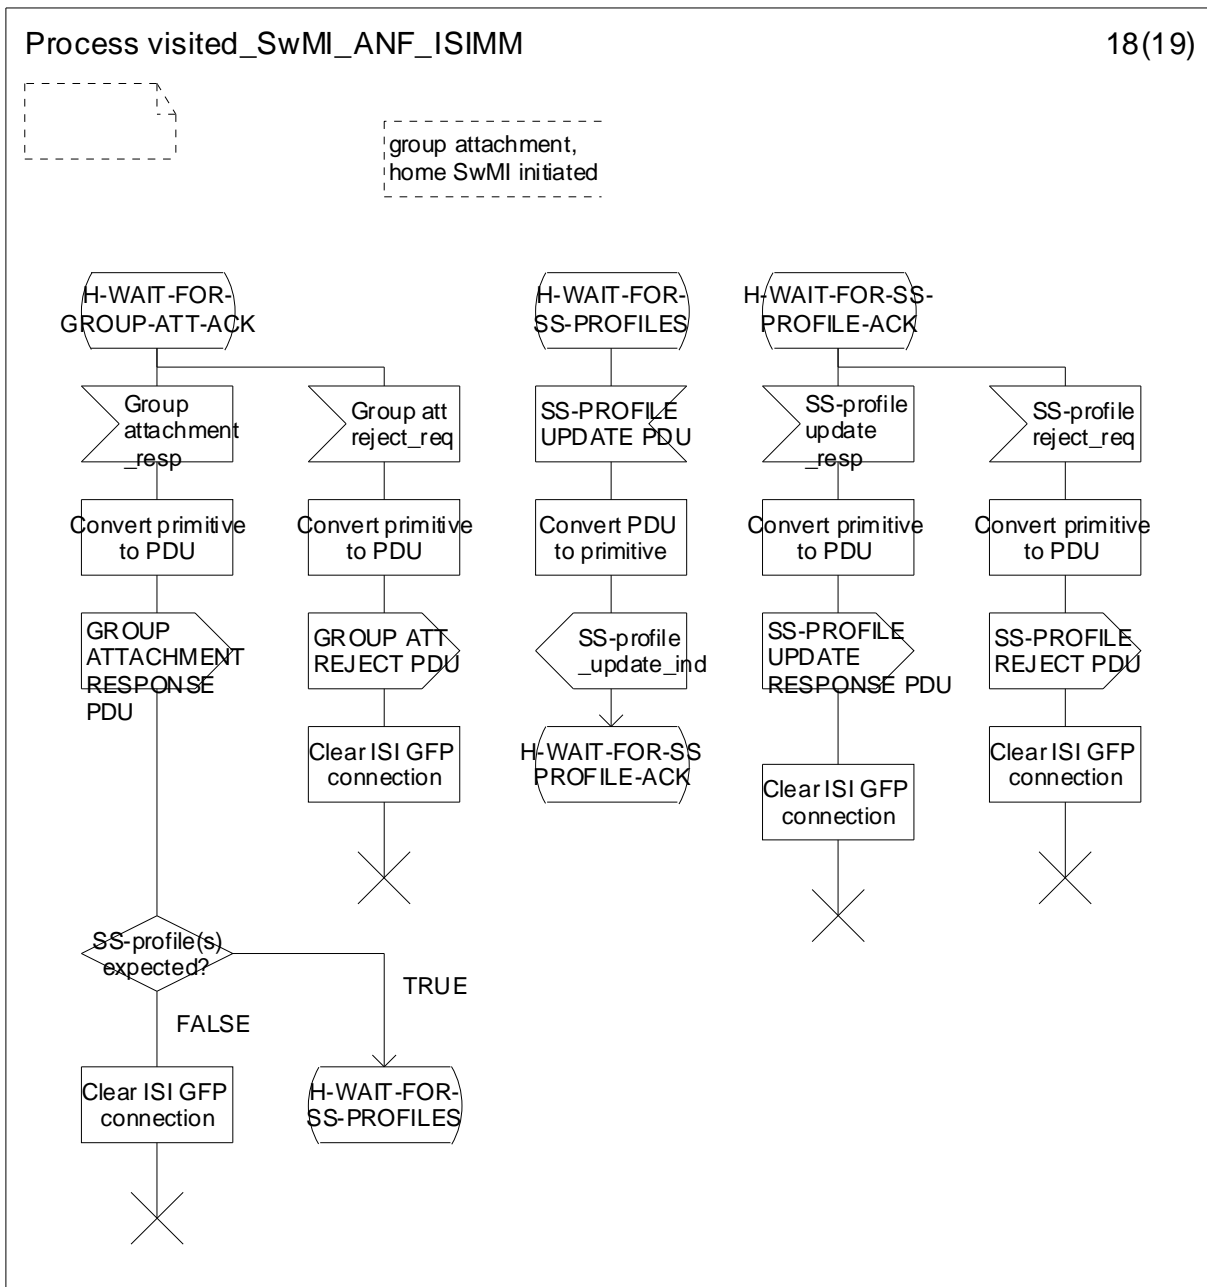 Process visited_SwMI_ANF_ISIMM
18(19)
group attachment,
home SwMI initiated
H-WAIT-FOR-
GROUP-ATT-ACK
H-WAIT-FOR-
SS-PROFILES
H-WAIT-FOR-SS-
PROFILE-ACK
Group
attachment
_resp
Group att
reject_req
SS-PROFILE
UPDATE PDU
SS-profile
update
_resp
SS-profile
reject_req
Convert primitive
to PDU
Convert primitive
to PDU
Convert PDU
to primitive
Convert primitive
to PDU
Convert primitive
to PDU
GROUP
ATTACHMENT
RESPONSE
PDU
GROUP ATT
REJECT PDU
SS-profile
_update_ind
SS-PROFILE
UPDATE
RESPONSE PDU
SS-PROFILE
REJECT PDU
Clear ISI GFP
connection
H-WAIT-FOR-SS
PROFILE-ACK
Clear ISI GFP
connection
Clear ISI GFP
connection
SS-profile(s)
expected?
TRUE
FALSE
Clear ISI GFP
connection
H-WAIT-FOR-
SS-PROFILES